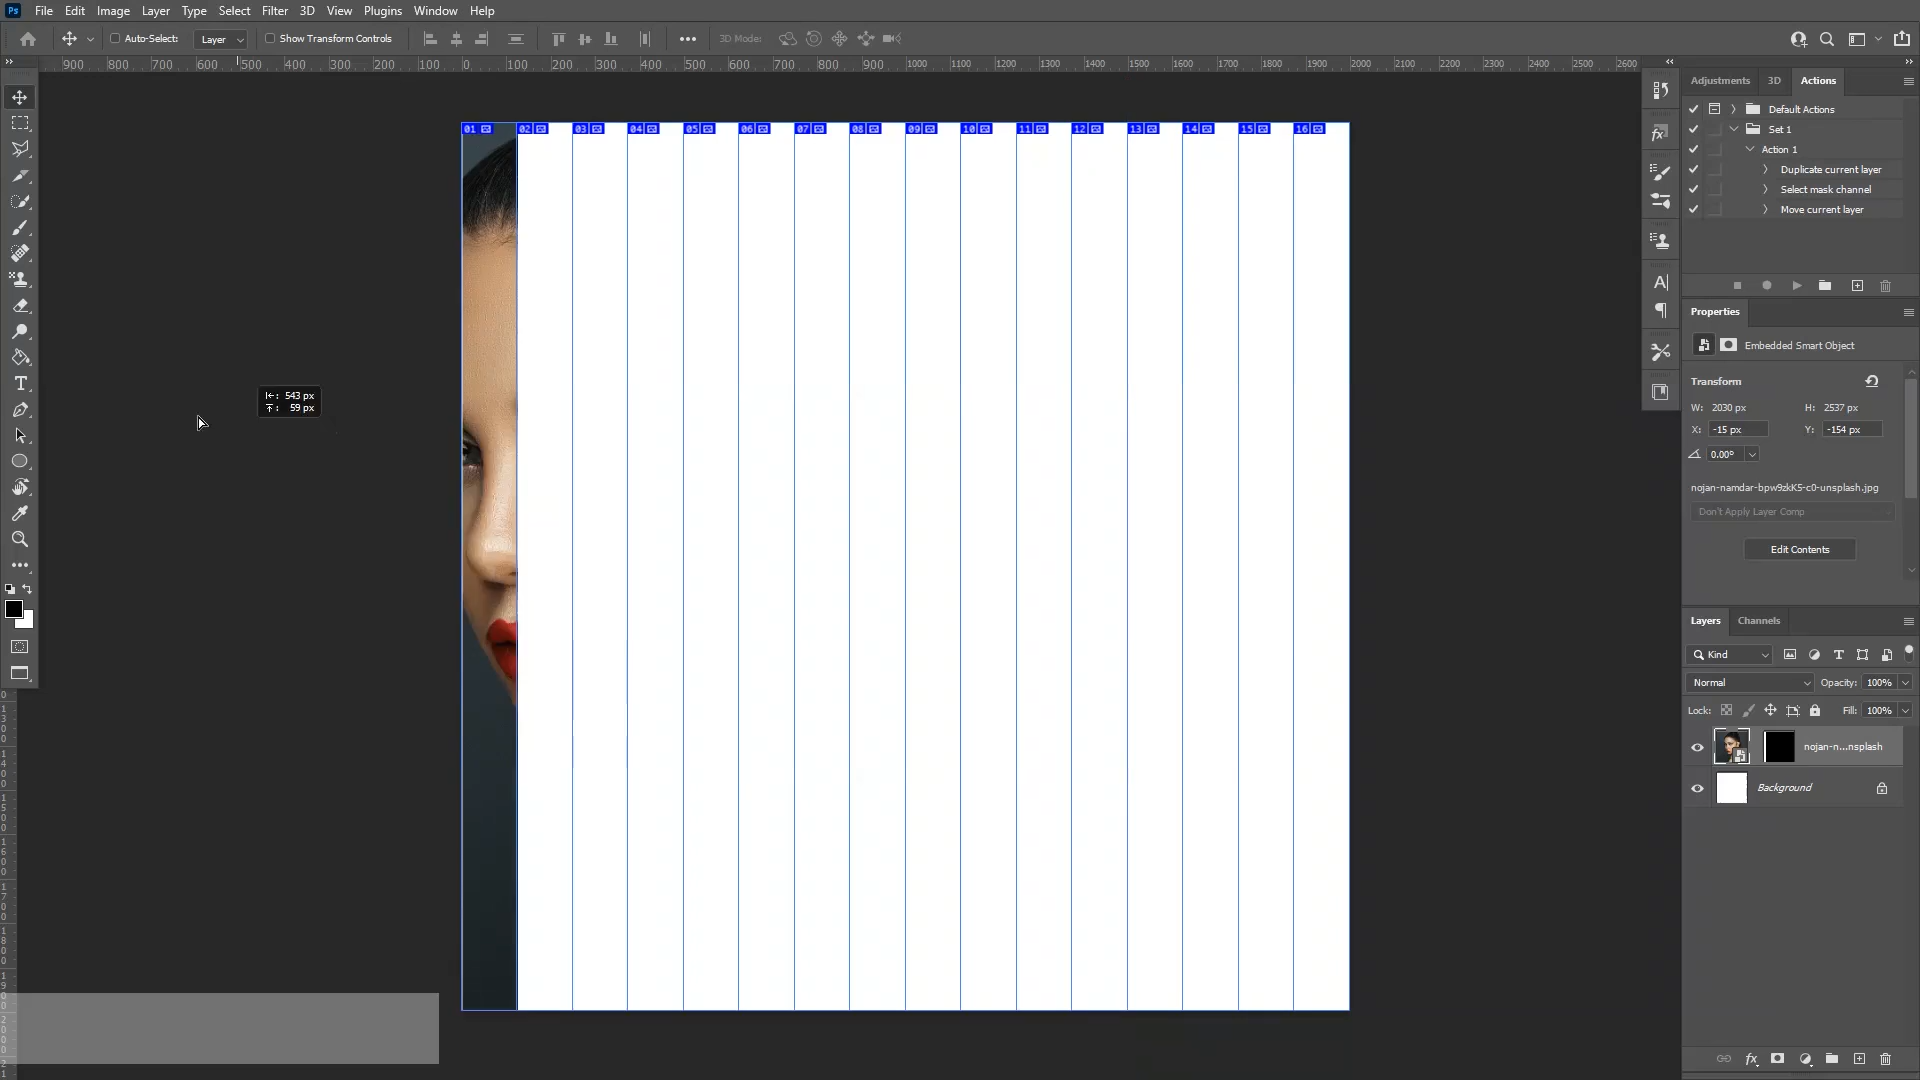 Ps File Edit Image Layer Type Select Filter 3D View Plugins Window Help
Auto-Select: Layer Show Transform Controls 3D Mode:
900 800 700 600 500 400 300 200 100 0 100 200 300 400 500 600 700 800 900 1000 1100 1200 1300 1400 1500 1600 1700 1800 1900 2000 2100 2200 2300 2400 2500 2600
01 02 03 04 05 06 07 08 09 10 11 12 13 14 15 16
543 px
59 px
Adjustments 3D Actions
Default Actions
Set 1
Action 1
Duplicate current layer
Select mask channel
Move current layer
Properties
Embedded Smart Object
Transform
W: 2030 px H: 2537 px
X: -15 px Y: -154 px
0.00°
nojan-namdar-bpw9zkK5-c0-unsplash.jpg
Don't Apply Layer Comp
Edit Contents
Layers Channels
Kind
Normal Opacity: 100%
Lock: Fill: 100%
nojan-n...nsplash
Background